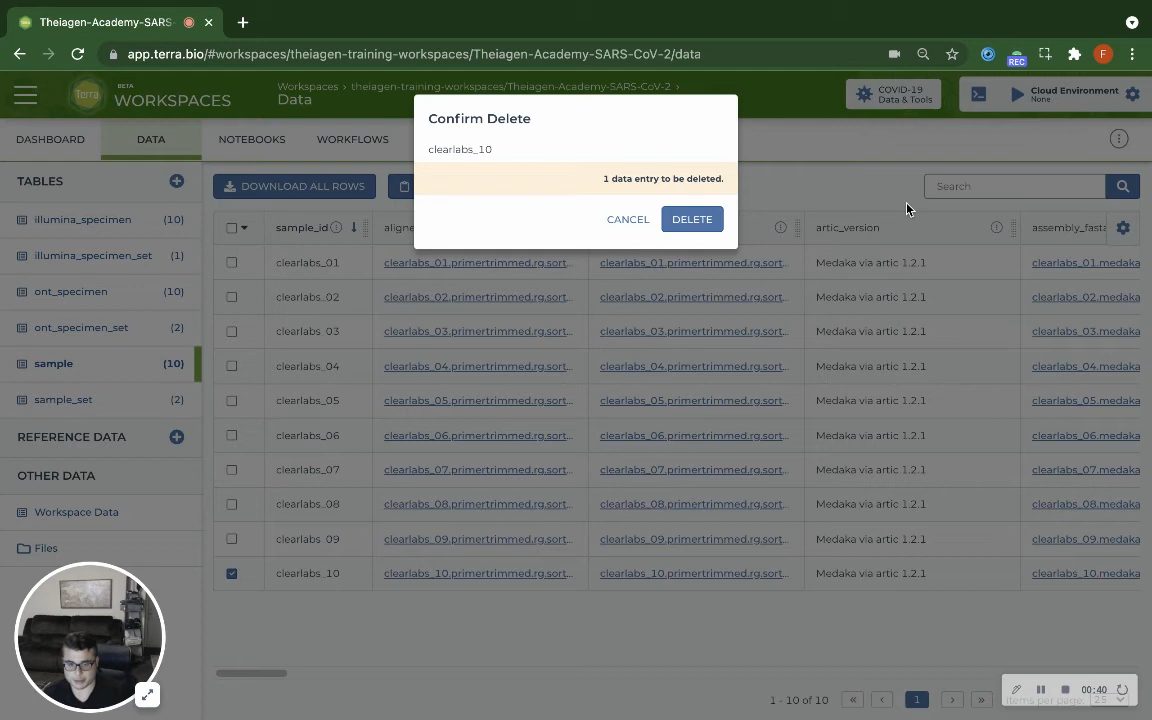 Theiagen-Academy-SARS-
app.terra.bio/#workspaces/theiagen-training-workspaces/Theiagen-Academy-SARS-CoV-2/data
REC
F
Terra
BETA
WORKSPACES
Workspaces › theiagen-training-workspaces/Theiagen-Academy-SARS-CoV-2 ›
Data
COVID-19
Data & Tools
Cloud Environment
None
DASHBOARD
DATA
NOTEBOOKS
WORKFLOWS
Confirm Delete
clearlabs_10
1 data entry to be deleted.
CANCEL
DELETE
TABLES
illumina_specimen (10)
illumina_specimen_set (1)
ont_specimen (10)
ont_specimen_set (2)
sample (10)
sample_set (2)
REFERENCE DATA
OTHER DATA
Workspace Data
Files
DOWNLOAD ALL ROWS
Search
sample_id aligne artic_version assembly_fasta
clearlabs_01 clearlabs_01.primertrimmed.rg.sort... clearlabs_01.primertrimmed.rg.sort... Medaka via artic 1.2.1 clearlabs_01.medaka
clearlabs_02 clearlabs_02.primertrimmed.rg.sort... clearlabs_02.primertrimmed.rg.sort... Medaka via artic 1.2.1 clearlabs_02.medaka
clearlabs_03 clearlabs_03.primertrimmed.rg.sort... clearlabs_03.primertrimmed.rg.sort... Medaka via artic 1.2.1 clearlabs_03.medaka
clearlabs_04 clearlabs_04.primertrimmed.rg.sort... clearlabs_04.primertrimmed.rg.sort... Medaka via artic 1.2.1 clearlabs_04.medaka
clearlabs_05 clearlabs_05.primertrimmed.rg.sort... clearlabs_05.primertrimmed.rg.sort... Medaka via artic 1.2.1 clearlabs_05.medaka
clearlabs_06 clearlabs_06.primertrimmed.rg.sort... clearlabs_06.primertrimmed.rg.sort... Medaka via artic 1.2.1 clearlabs_06.medaka
clearlabs_07 clearlabs_07.primertrimmed.rg.sort... clearlabs_07.primertrimmed.rg.sort... Medaka via artic 1.2.1 clearlabs_07.medaka
clearlabs_08 clearlabs_08.primertrimmed.rg.sort... clearlabs_08.primertrimmed.rg.sort... Medaka via artic 1.2.1 clearlabs_08.medaka
clearlabs_09 clearlabs_09.primertrimmed.rg.sort... clearlabs_09.primertrimmed.rg.sort... Medaka via artic 1.2.1 clearlabs_09.medaka
clearlabs_10 clearlabs_10.primertrimmed.rg.sort... clearlabs_10.primertrimmed.rg.sort... Medaka via artic 1.2.1 clearlabs_10.medaka
1 - 10 of 10
« ‹ 1 › »
Items per page: 25
00:40